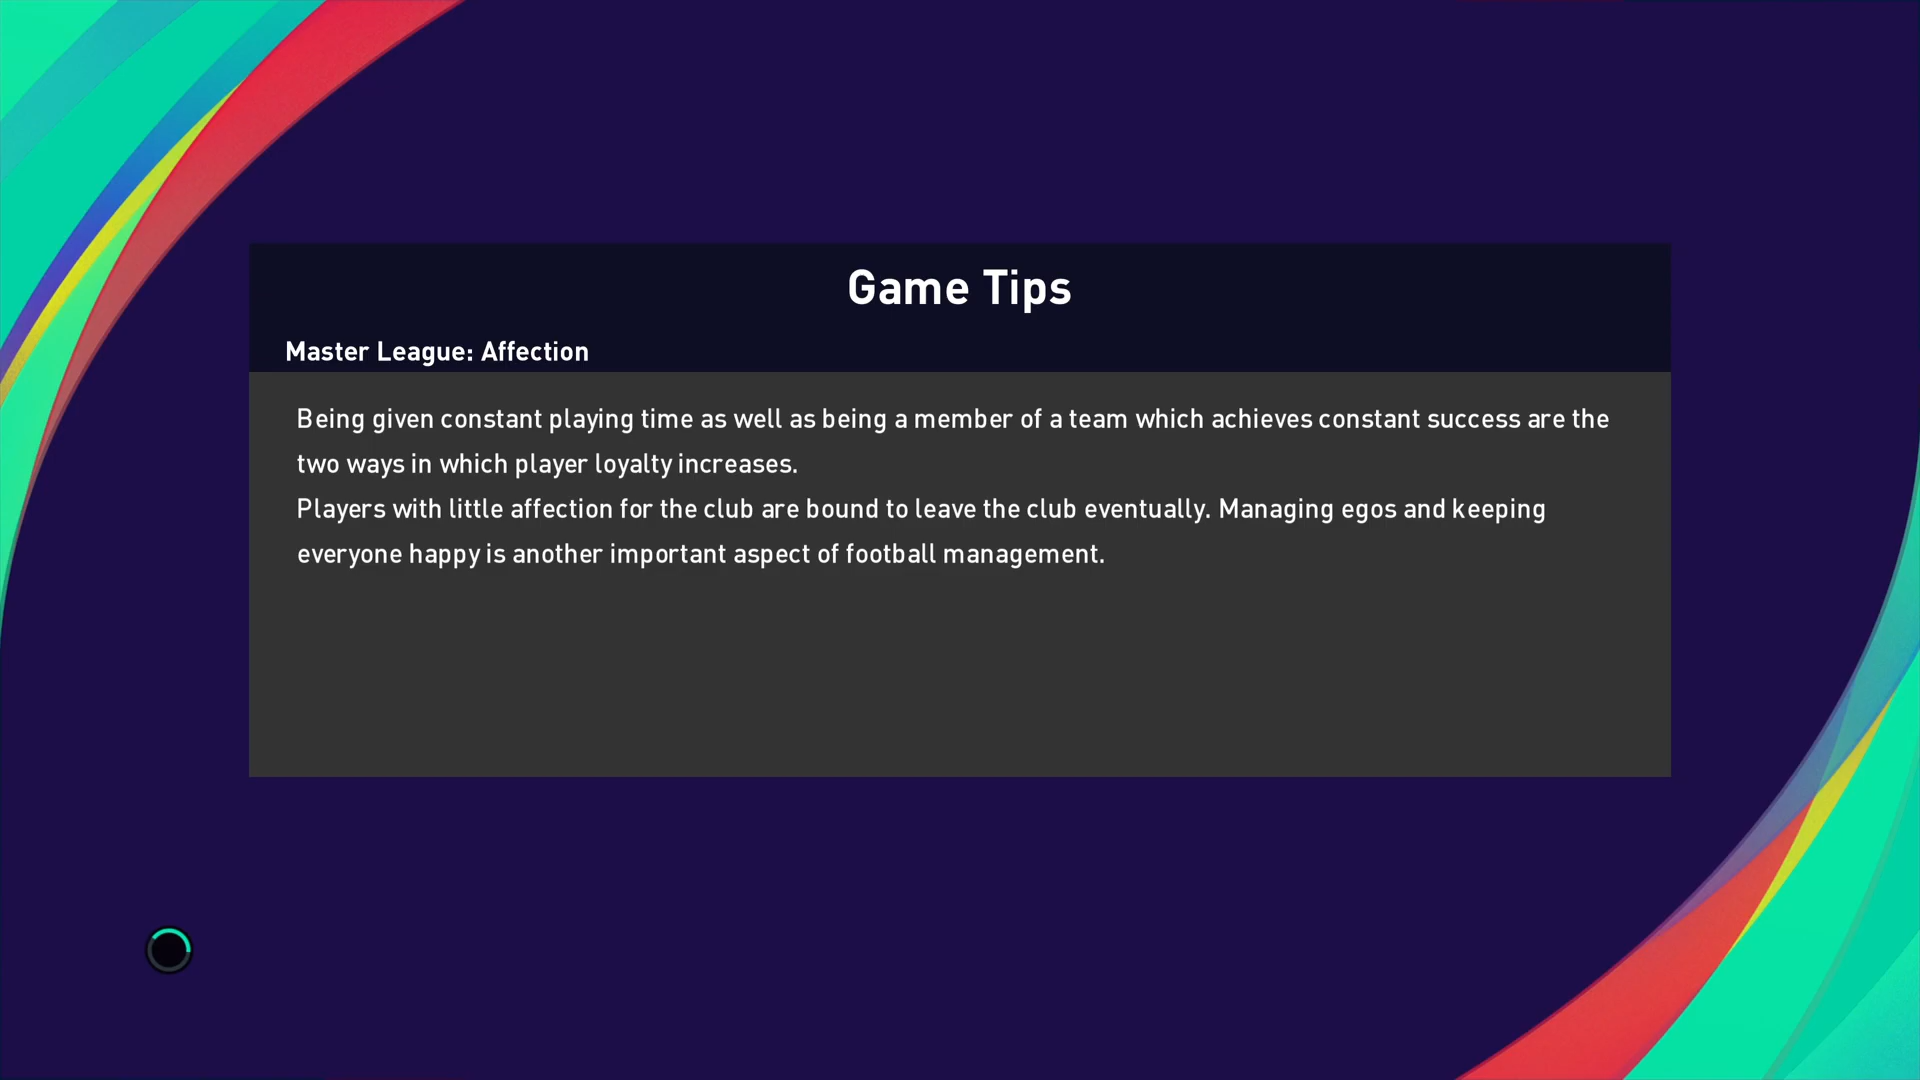 Game Tips
Master League: Affection
Being given constant playing time as well as being a member of a team which achieves constant success are the
two ways in which player loyalty increases.
Players with little affection for the club are bound to leave the club eventually. Managing egos and keeping
everyone happy is another important aspect of football management.